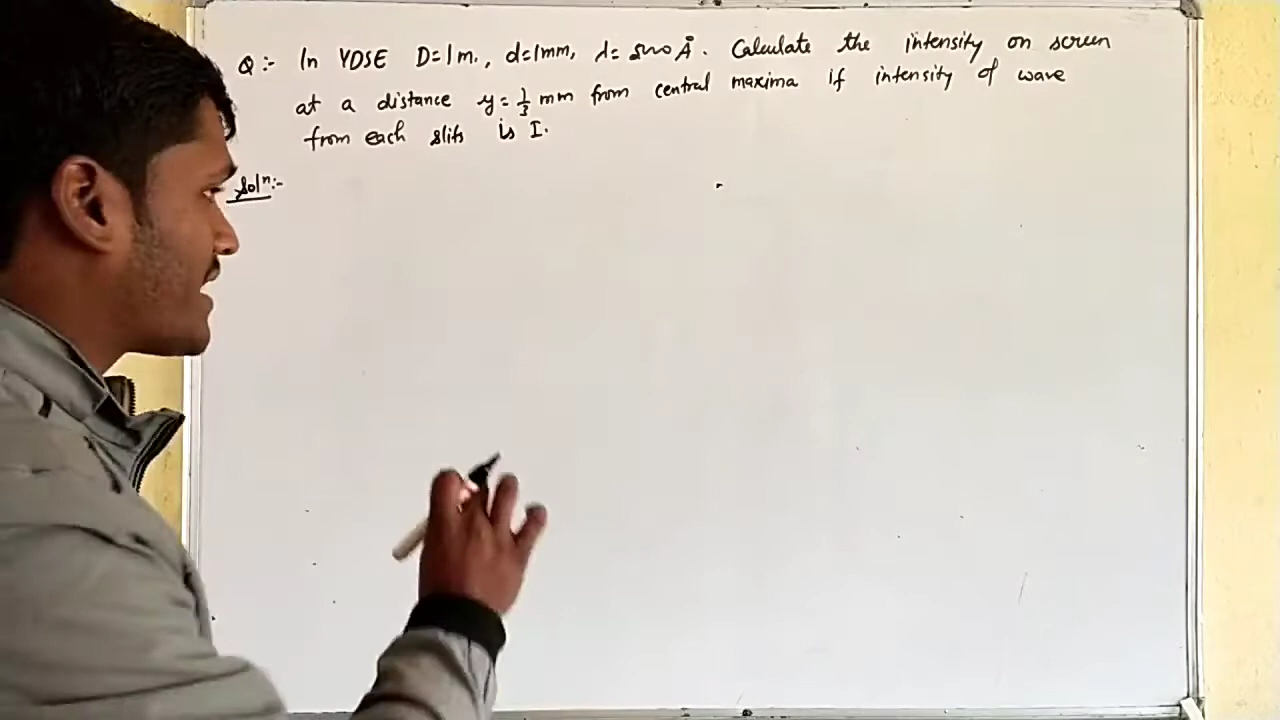 Q:- In YDSE D=1m., d=1mm, λ= 5000 Å. Calculate the intensity on screen
at a distance y= 1/3 mm from central maxima if intensity of wave
from each slits is I.
Solⁿ:-